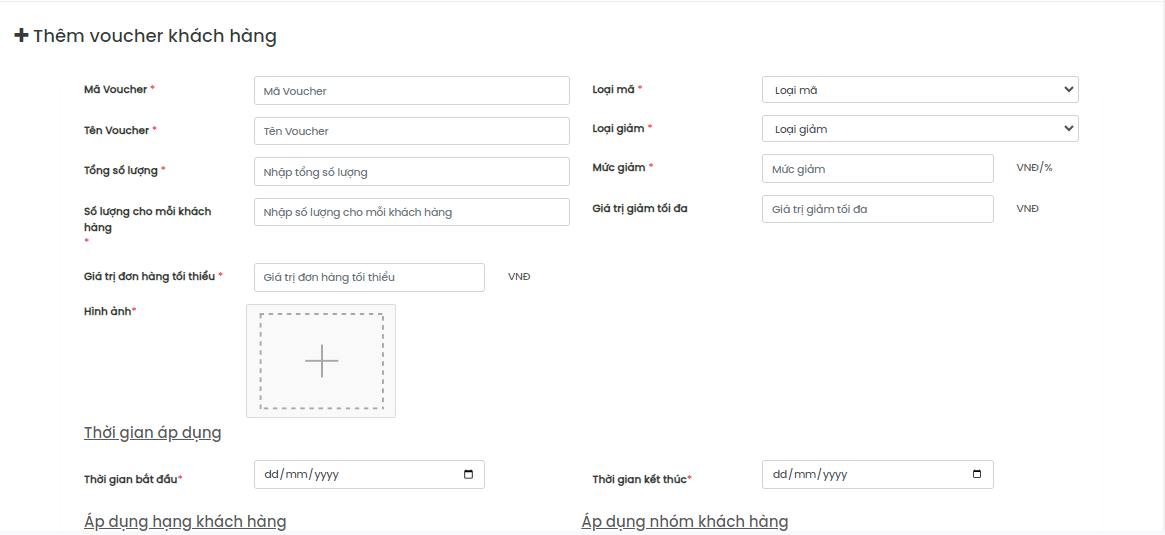 Thêm voucher khách hàng
Mã Voucher * Mã Voucher Loại mã * Loại mã
Tên Voucher * Tên Voucher Loại giảm * Loại giảm
Tổng số lượng * Nhập tổng số lượng Mức giảm * Mức giảm VNĐ/%
Số lượng cho mỗi khách
hàng
* Nhập số lượng cho mỗi khách hàng Giá trị giảm tối đa Giá trị giảm tối đa VNĐ
Giá trị đơn hàng tối thiểu * Giá trị đơn hàng tối thiểu VNĐ
Hình ảnh*
Thời gian áp dụng
Thời gian bắt đầu* dd/mm/yyyy Thời gian kết thúc* dd/mm/yyyy
Áp dụng hạng khách hàng Áp dụng nhóm khách hàng